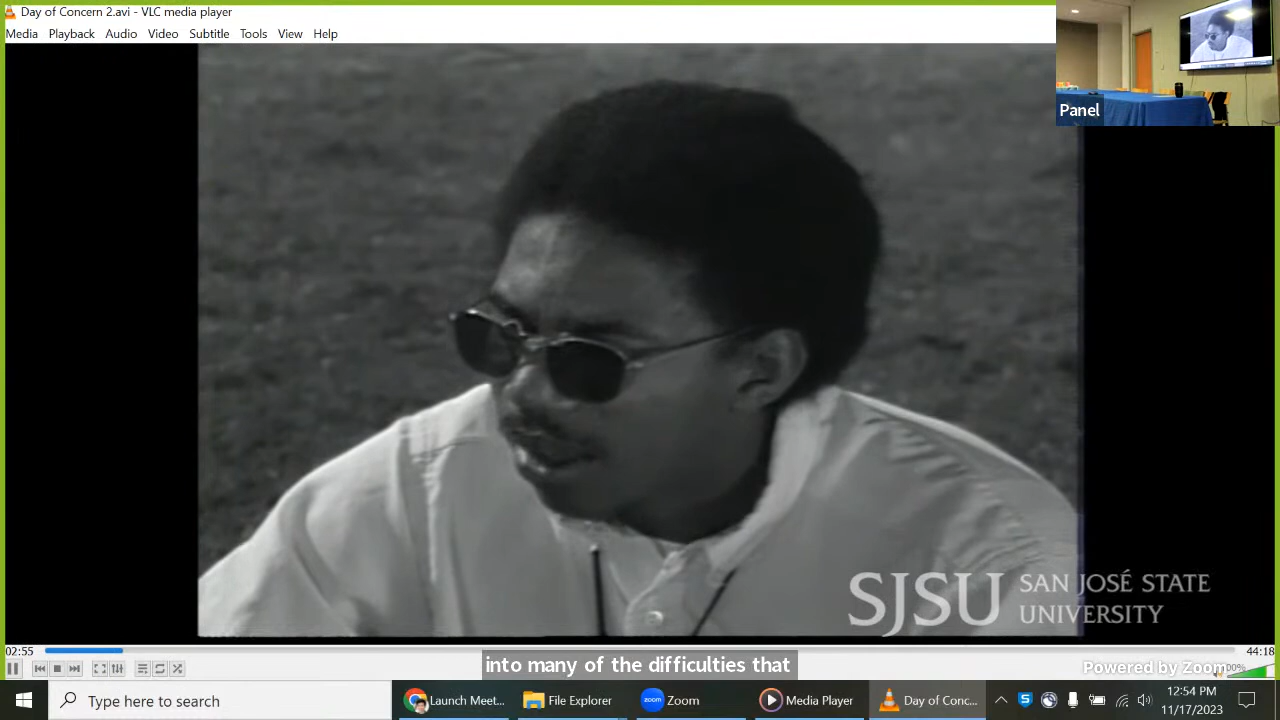 Day of Concern 2.avi - VLC media player
Media Playback Audio Video Subtitle Tools View Help
Panel
SJSU SAN JOSÉ STATE
UNIVERSITY
02:55
44:18
into many of the difficulties that
Powered by Zoom
Type here to search
Launch Meet...
File Explorer
Zoom
zoom
Media Player
Day of Conc...
12:54 PM
11/17/2023